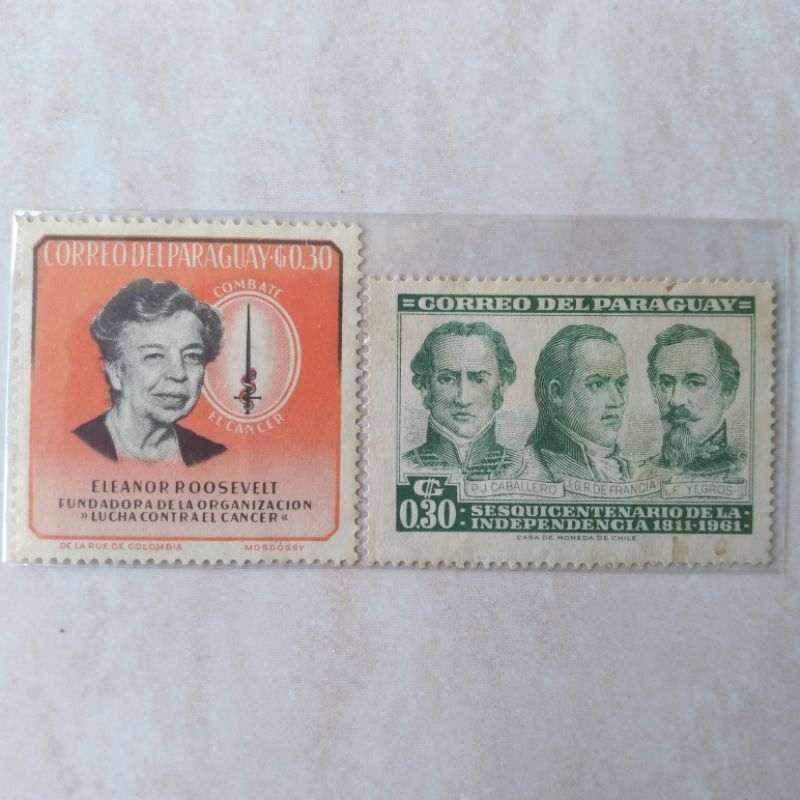 CORREO DEL PARAGUAY·₲0.30
COMBATE
EL CANCER
ELEANOR ROOSEVELT
FUNDADORA DE LA ORGANIZACION
»LUCHA CONTRA EL CANCER«
DE LA RUE DE COLOMBIA MOSDÓSSY
=CORREO DEL PARAGUAY=
P.J. CABALLERO J.G.R. DE FRANCIA F. YEGROS
₲
0.30
·SESQUICENTENARIO DE LA·
·INDEPENDENCIA 1811-1961·
CASA DE MONEDA DE CHILE